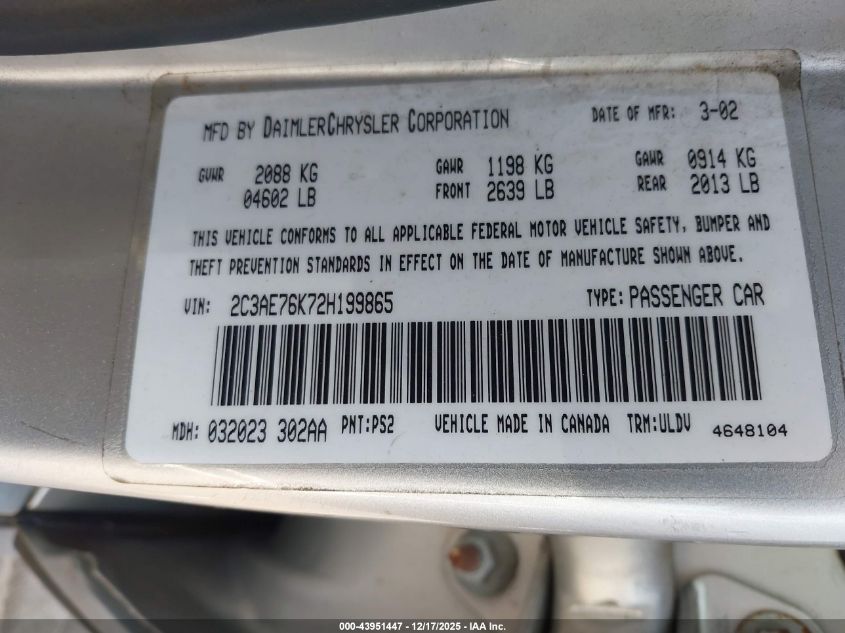 MFD BY DAIMLERCHRYSLER CORPORATION DATE OF MFR: 3-02
GVWR 2088 KG GAWR 1198 KG GAWR 0914 KG
04602 LB FRONT 2639 LB REAR 2013 LB
THIS VEHICLE CONFORMS TO ALL APPLICABLE FEDERAL MOTOR VEHICLE SAFETY, BUMPER AND
THEFT PREVENTION STANDARDS IN EFFECT ON THE DATE OF MANUFACTURE SHOWN ABOVE.
VIN: 2C3AE76K72H199865 TYPE: PASSENGER CAR
MDH: 032023 302AA PNT:PS2 VEHICLE MADE IN CANADA TRM:ULDV 4648104
000-43951447 - 12/17/2025 - IAA Inc.